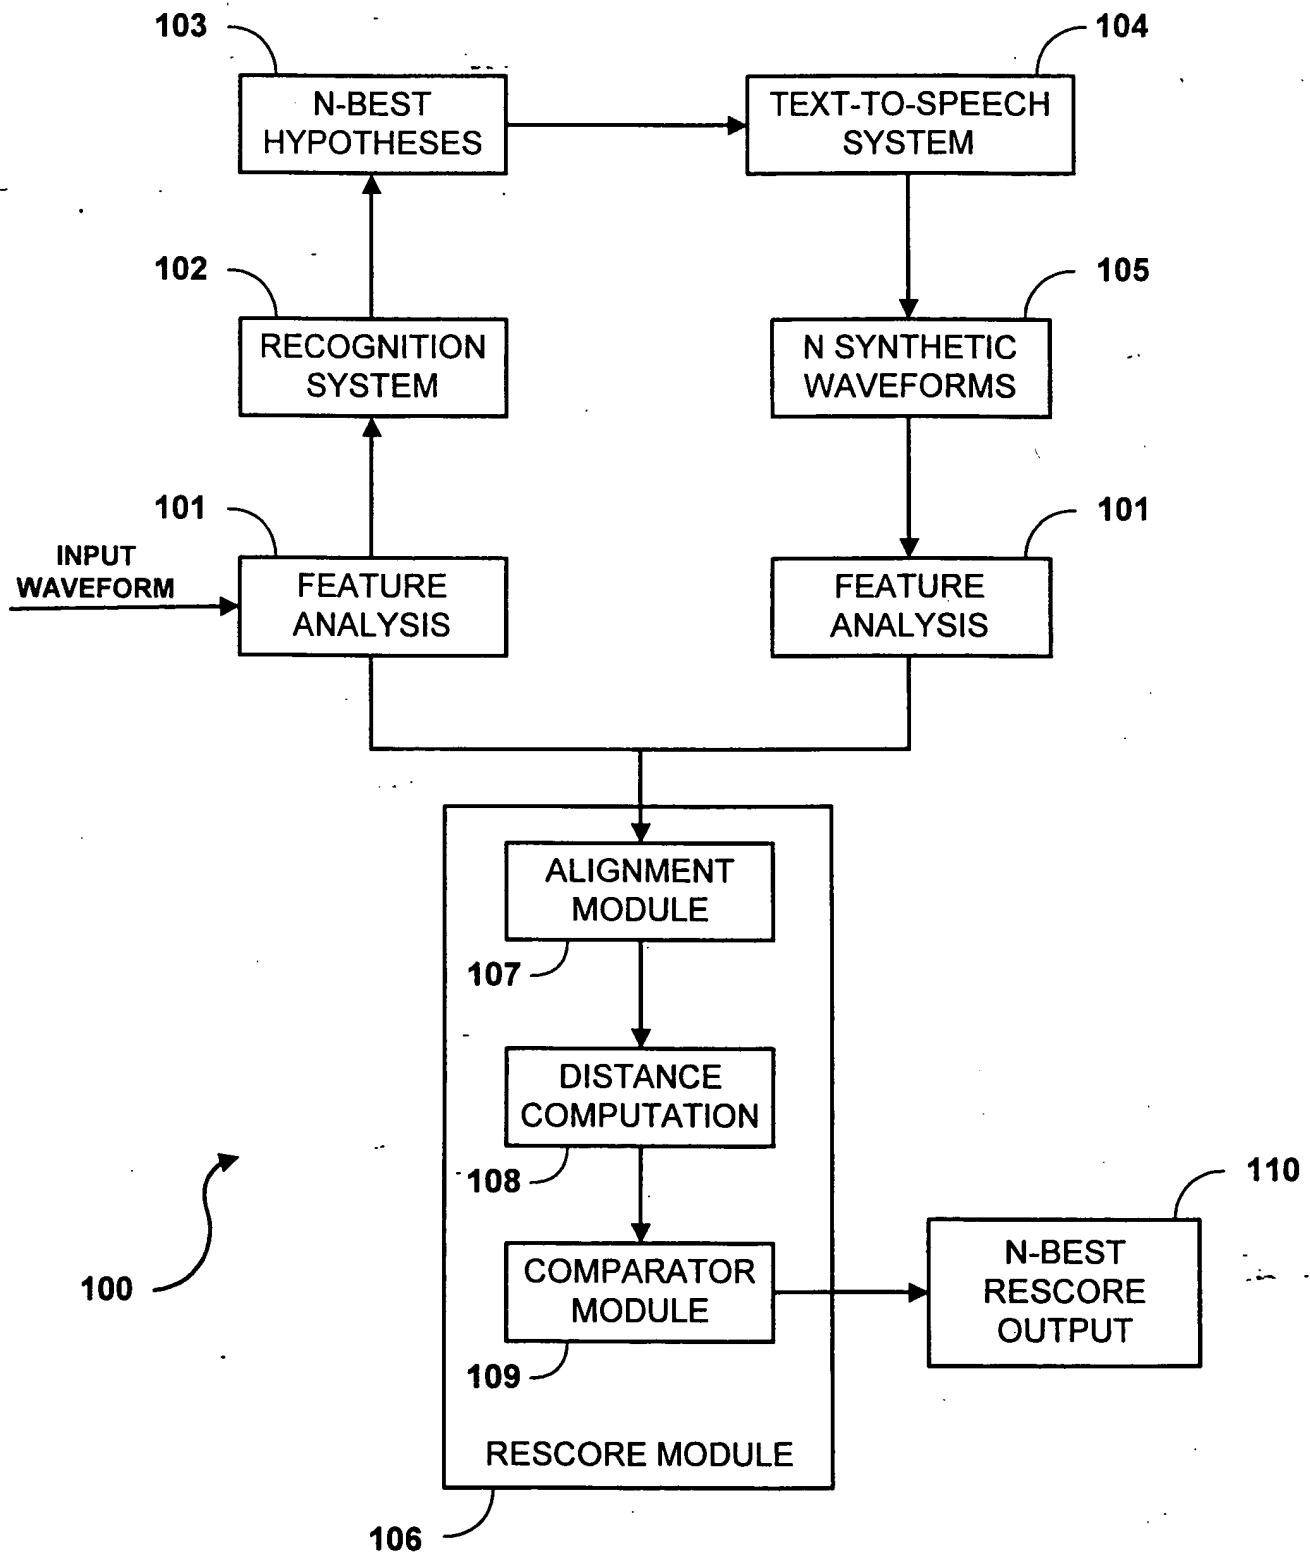 103
104
N-BEST
HYPOTHESES
TEXT-TO-SPEECH
SYSTEM
102
105
RECOGNITION
SYSTEM
N SYNTHETIC
WAVEFORMS
101
101
INPUT
WAVEFORM
FEATURE
ANALYSIS
FEATURE
ANALYSIS
ALIGNMENT
MODULE
107
DISTANCE
COMPUTATION
108
110
COMPARATOR
MODULE
109
N-BEST
RESCORE
OUTPUT
100
RESCORE MODULE
106